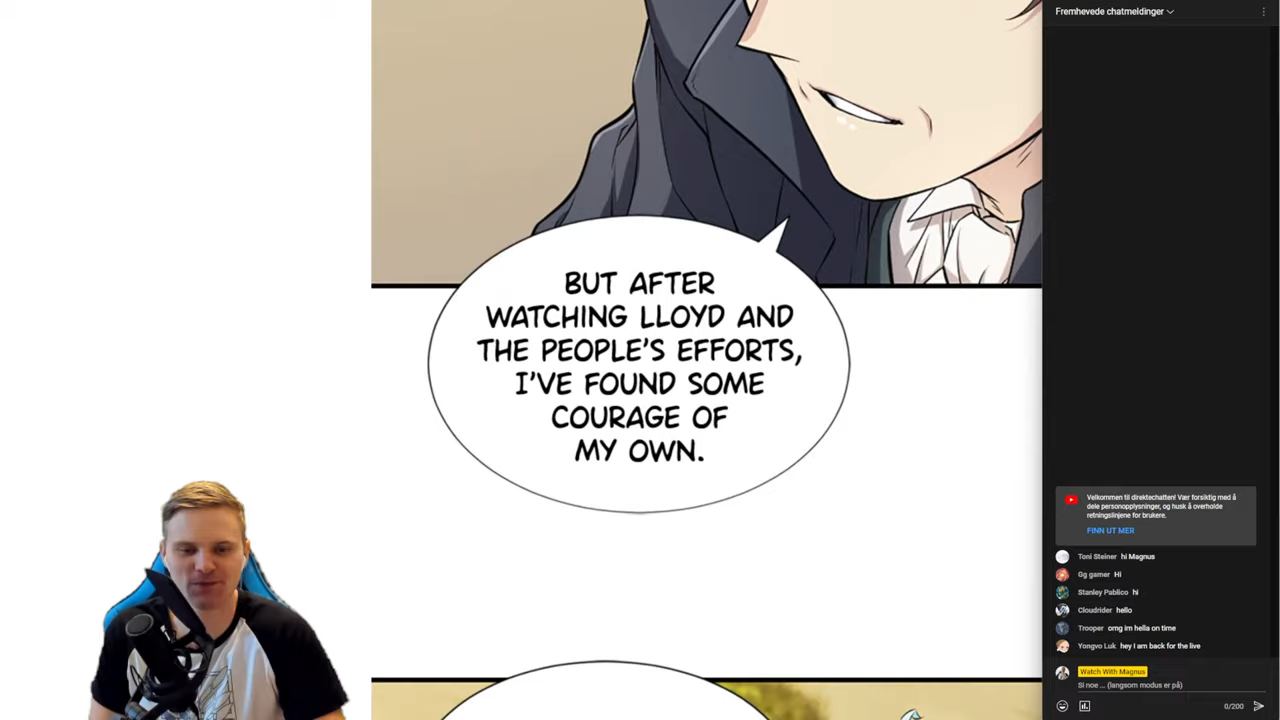 Fremhevede chatmeldinger
BUT AFTER
WATCHING LLOYD AND
THE PEOPLE'S EFFORTS,
I'VE FOUND SOME
COURAGE OF
MY OWN.
Velkommen til direktechatten! Vær forsiktig med å
dele personopplysninger, og husk å overholde
retningslinjene for brukere.
FINN UT MER
Toni Steiner hi Magnus
Gg gamer Hi
Stanley Pablico hi
Cloudrider hello
Trooper omg im hella on time
Yongvo Luk hey I am back for the live
Watch With Magnus
Si noe ... (langsom modus er på)
0/200